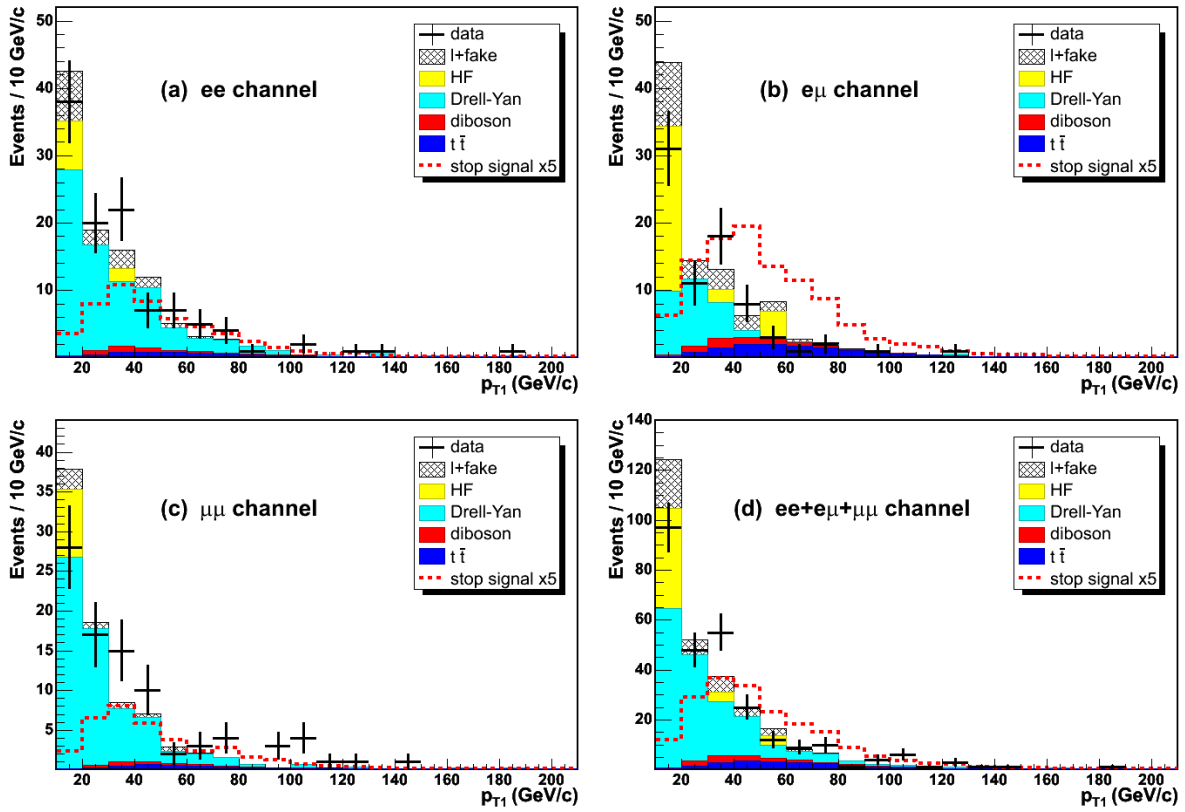 Events / 10 GeV/c
50
40
30
20
10
(a) ee channel
data
l+fake
HF
Drell-Yan
diboson
t t̄
stop signal x5
20 40 60 80 100 120 140 160 180 200
pT1 (GeV/c)
Events / 10 GeV/c
50
40
30
20
10
(b) eμ channel
data
l+fake
HF
Drell-Yan
diboson
t t̄
stop signal x5
20 40 60 80 100 120 140 160 180 200
pT1 (GeV/c)
Events / 10 GeV/c
40
35
30
25
20
15
10
5
(c) μμ channel
data
l+fake
HF
Drell-Yan
diboson
t t̄
stop signal x5
20 40 60 80 100 120 140 160 180 200
pT1 (GeV/c)
Events / 10 GeV/c
140
120
100
80
60
40
20
(d) ee+eμ+μμ channel
data
l+fake
HF
Drell-Yan
diboson
t t̄
stop signal x5
20 40 60 80 100 120 140 160 180 200
pT1 (GeV/c)